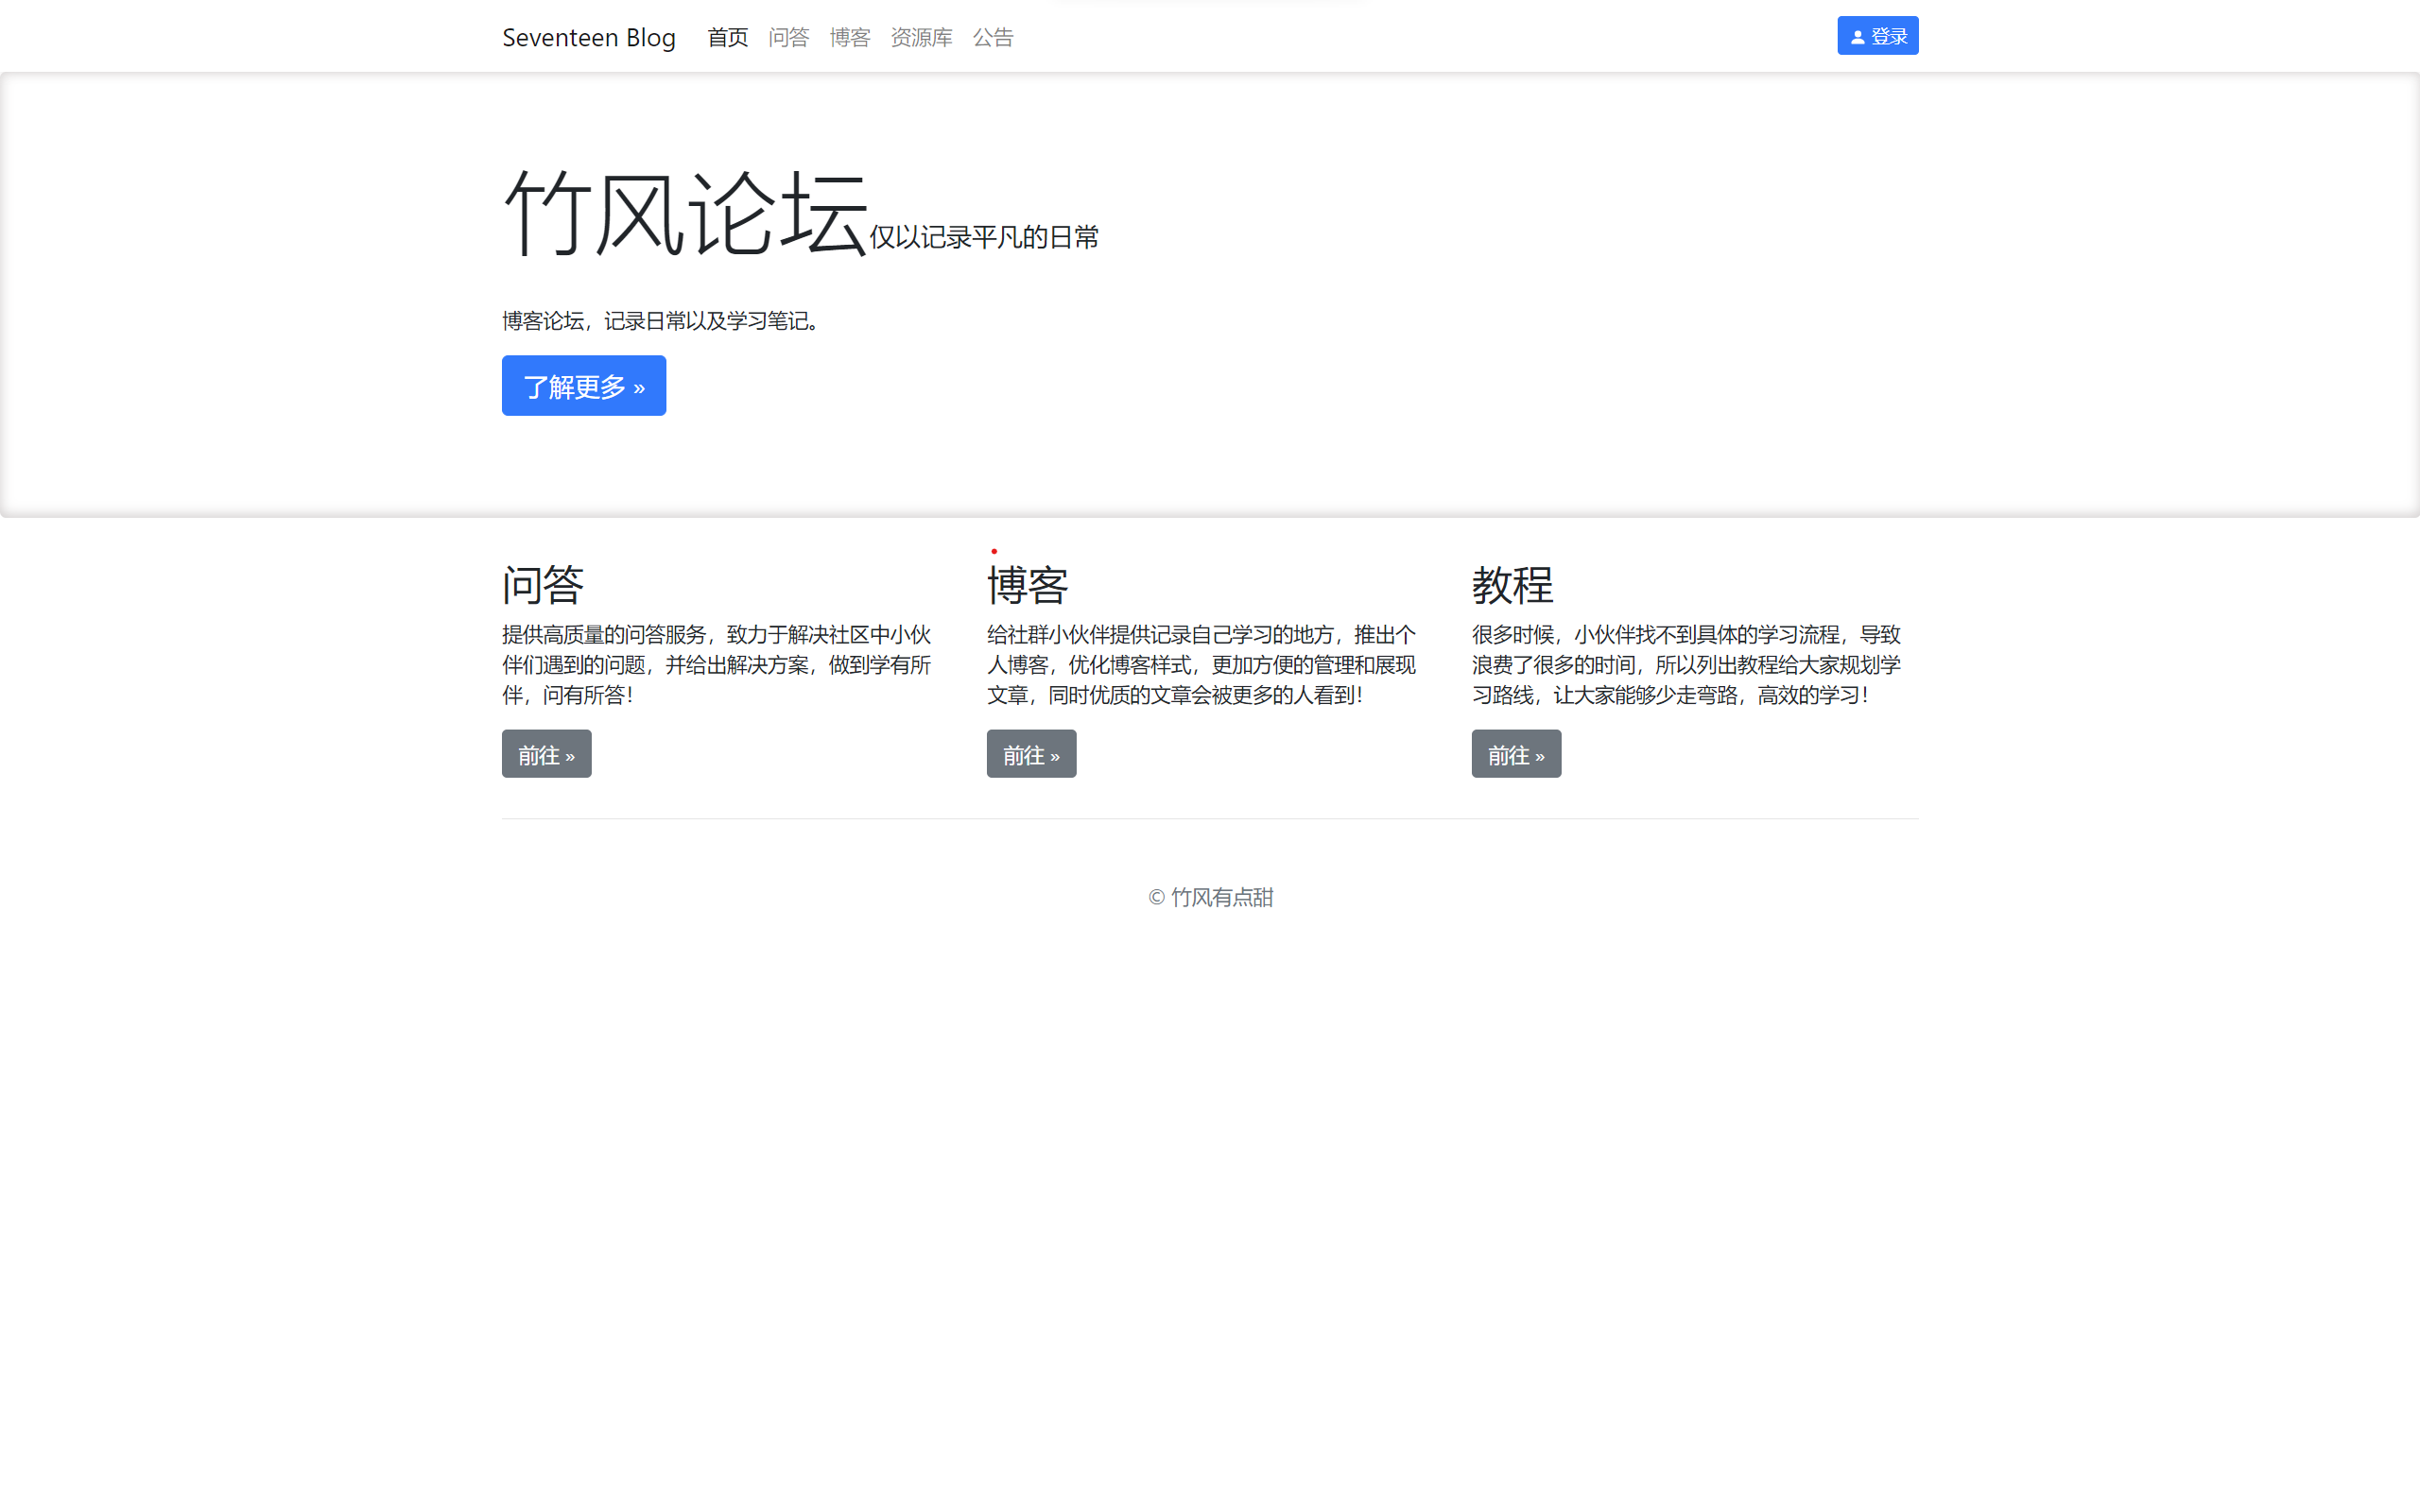 Seveteen Blog 首页 问答 博客 资源库 公告 登录
竹风论坛仅以记录平凡的日常
博客论坛，记录日常以及学习笔记。
了解更多 »
问答
提供高质量的问答服务，致力于解决社区中小伙
伴们遇到的问题，并给出解决方案，做到学有所
伴，问有所答！
前往 »
博客
给社群小伙伴提供记录自己学习的地方，推出个
人博客，优化博客样式，更加方便的管理和展现
文章，同时优质的文章会被更多的人看到！
前往 »
教程
很多时候，小伙伴找不到具体的学习流程，导致
浪费了很多的时间，所以列出教程给大家规划学
习路线，让大家能够少走弯路，高效的学习！
前往 »
© 竹风有点甜